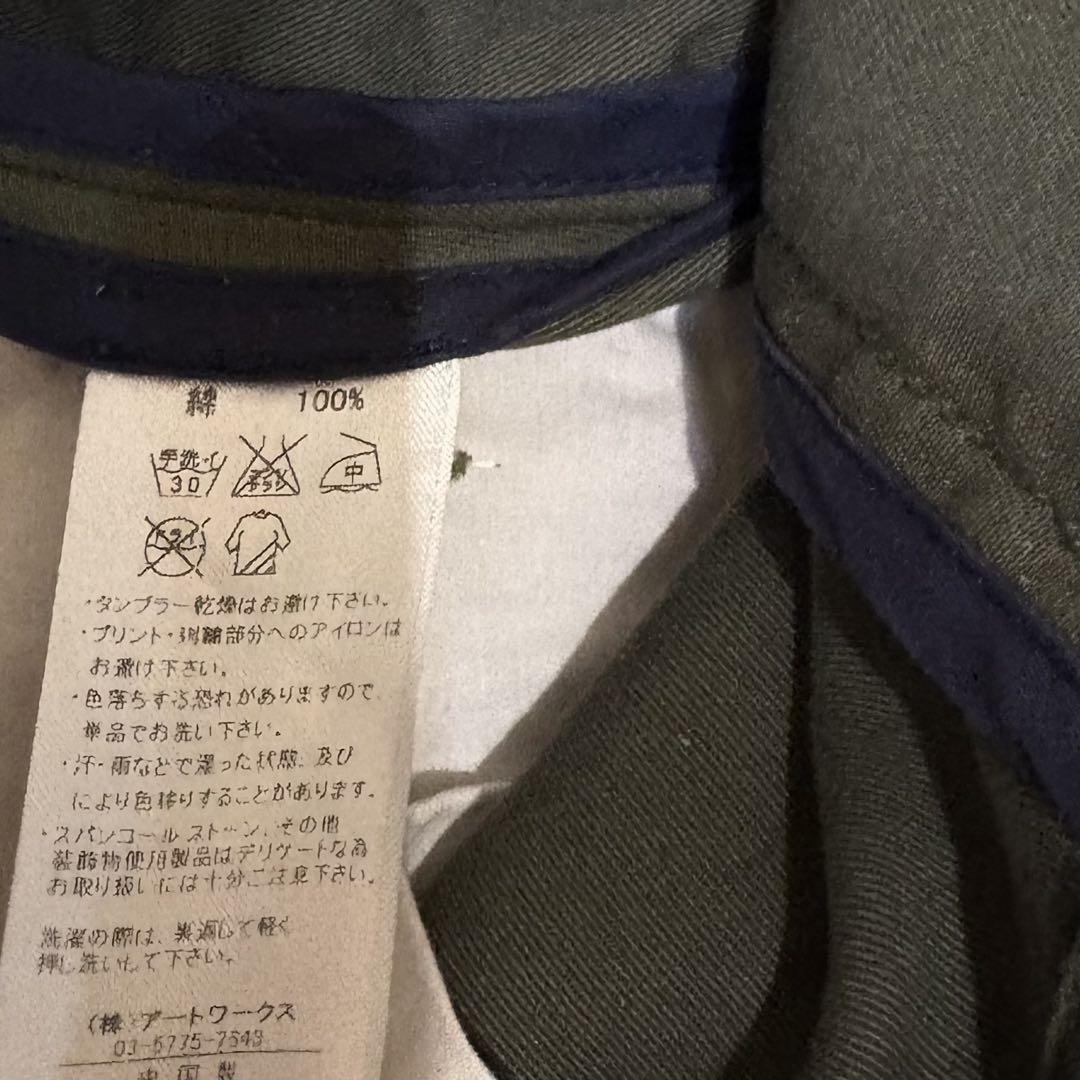 綿 100%
手洗イ
30
中
ドライ
・タンブラー乾燥はお避け下さい。
・プリント・刺繍部分へのアイロンは
お避け下さい。
・色落ちする恐れがありますので、
単品でお洗い下さい。
・汗・雨などで湿った状態、及び
により色移りすることがあります。
・スパンコール ストーン、その他
装飾物使用製品はデリケートな為
お取り扱いには十分ご注意下さい。
洗濯の際は、裏返して軽く
押し洗いして下さい。
(株)アートワークス
03-5735-7543
中国製